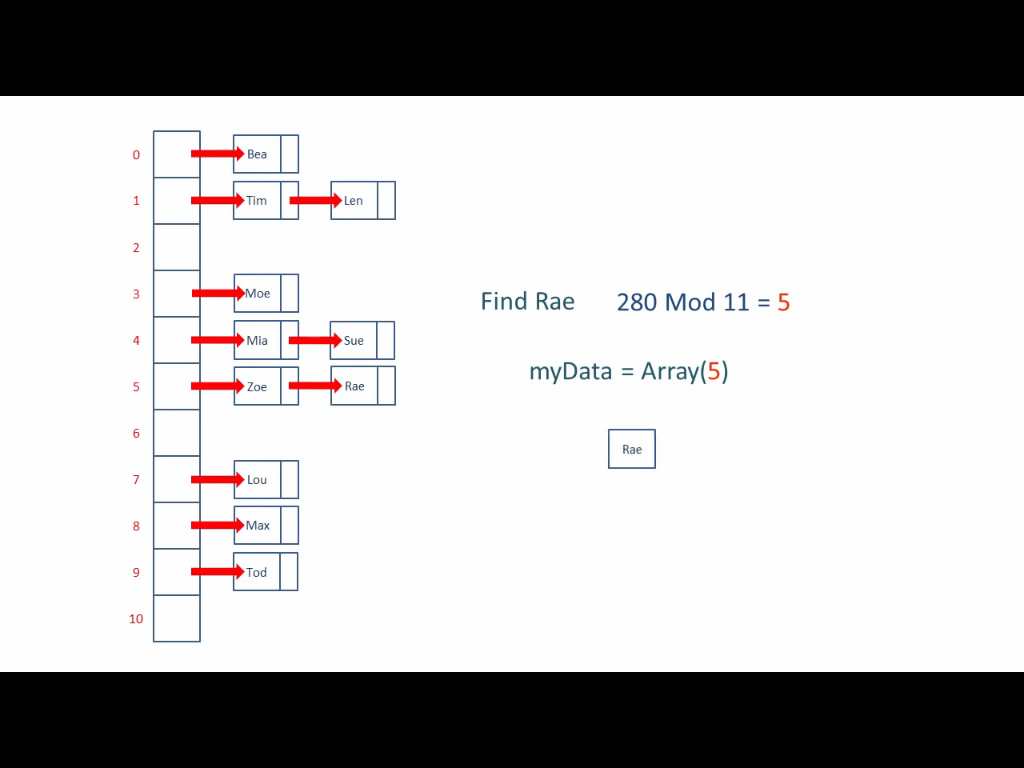 0 Bea
1 Tim Len
2
3 Moe
4 Mia Sue
5 Zoe Rae
6
7 Lou
8 Max
9 Tod
10
Find Rae 280 Mod 11 = 5
myData = Array(5)
Rae